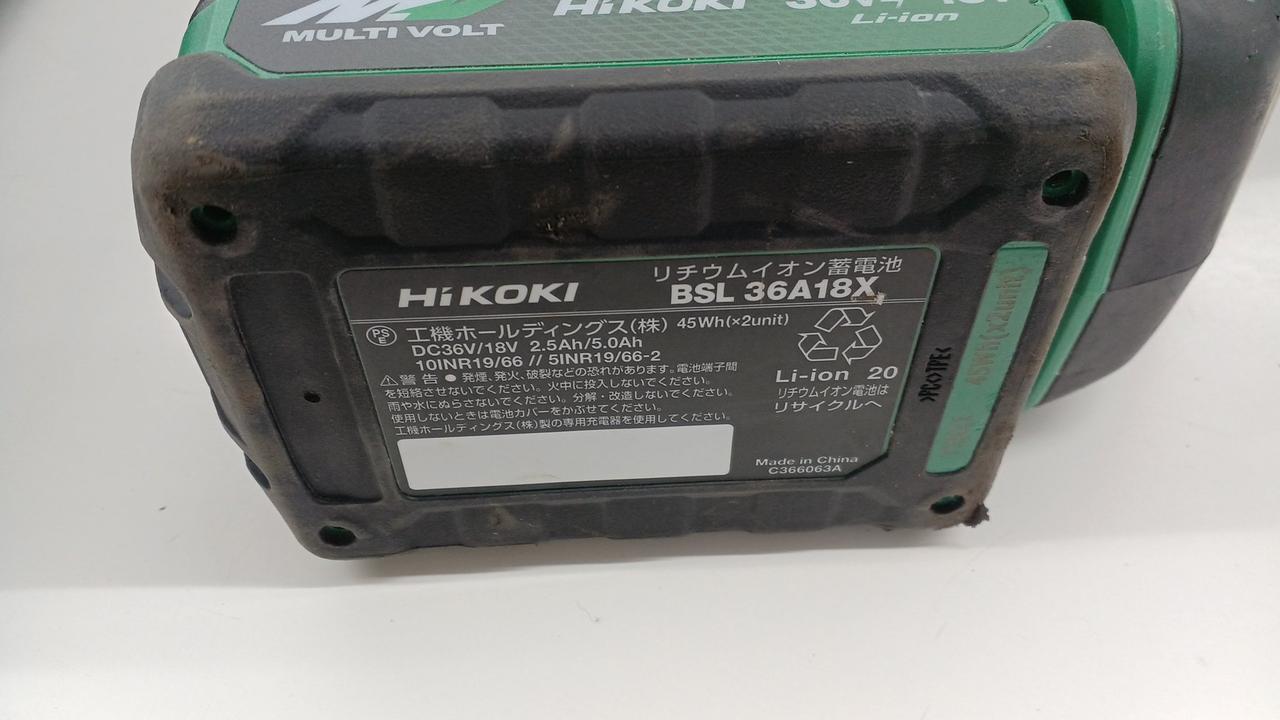 MULTI VOLT
HiKOKI 36V 18V
Li-ion
リチウムイオン蓄電池
HiKOKI BSL 36A18X
PS E 工機ホールディングス(株) 45Wh(×2unit)
DC36V/18V 2.5Ah/5.0Ah
10INR19/66 // 5INR19/66-2
⚠警告 ● 発煙、発火、破裂などの恐れがあります。電池端子間
を短絡させないでください。火中に投入しないでください。
雨や水にぬらさないでください。分解・改造しないでください。
使用しないときは電池カバーをかぶせてください。
工機ホールディングス(株)製の専用充電器を使用してください。
Li-ion 20
リチウムイオン電池は
リサイクルへ
Made in China
C366063A
>PC<>TPE<
45Wh(x2unit)